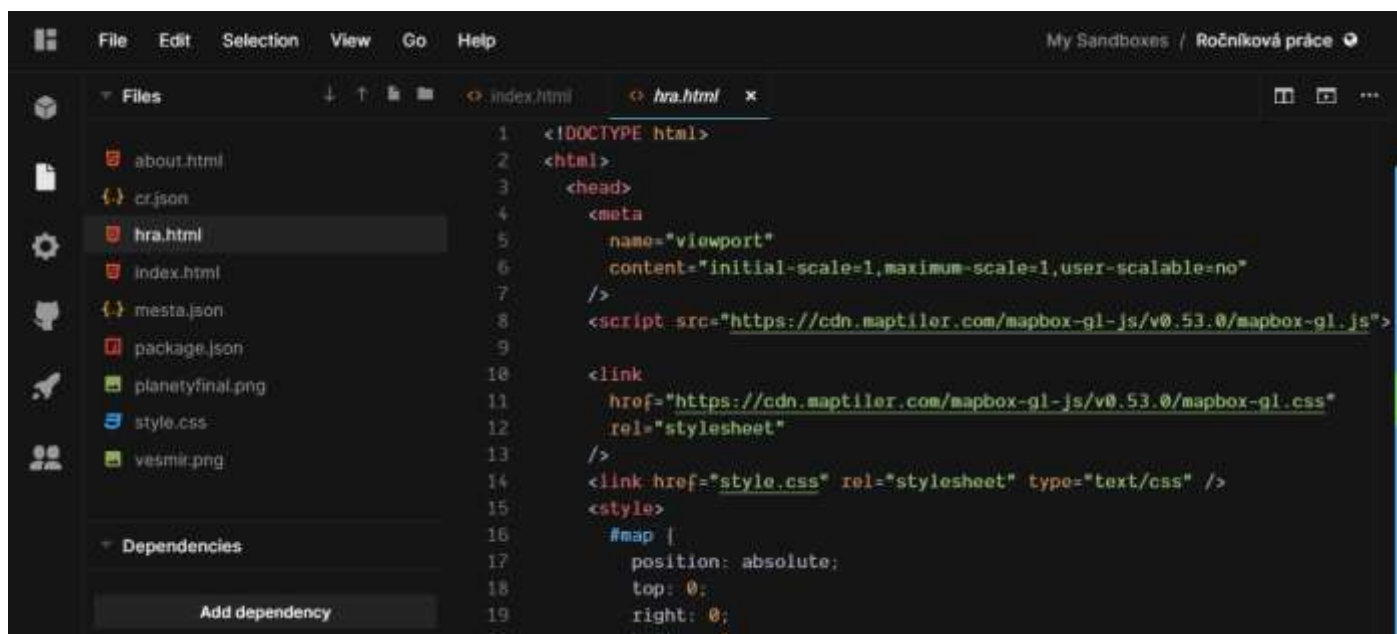 File Edit Selection View Go Help
My Sandboxes / Ročníková práce
Files
about.html
cr.json
hra.html
index.html
mesta.json
package.json
planetyfinal.png
style.css
vesmir.png
Dependencies
Add dependency
index.html hra.html
1 <!DOCTYPE html>
2 <html>
3 <head>
4 <meta
5 name="viewport"
6 content="initial-scale=1,maximum-scale=1,user-scalable=no"
7 />
8 <script src="https://cdn.maptiler.com/mapbox-gl-js/v0.53.0/mapbox-gl.js">
9
10 <link
11 href="https://cdn.maptiler.com/mapbox-gl-js/v0.53.0/mapbox-gl.css"
12 rel="stylesheet"
13 />
14 <link href="style.css" rel="stylesheet" type="text/css" />
15 <style>
16 #map {
17 position: absolute;
18 top: 0;
19 right: 0;